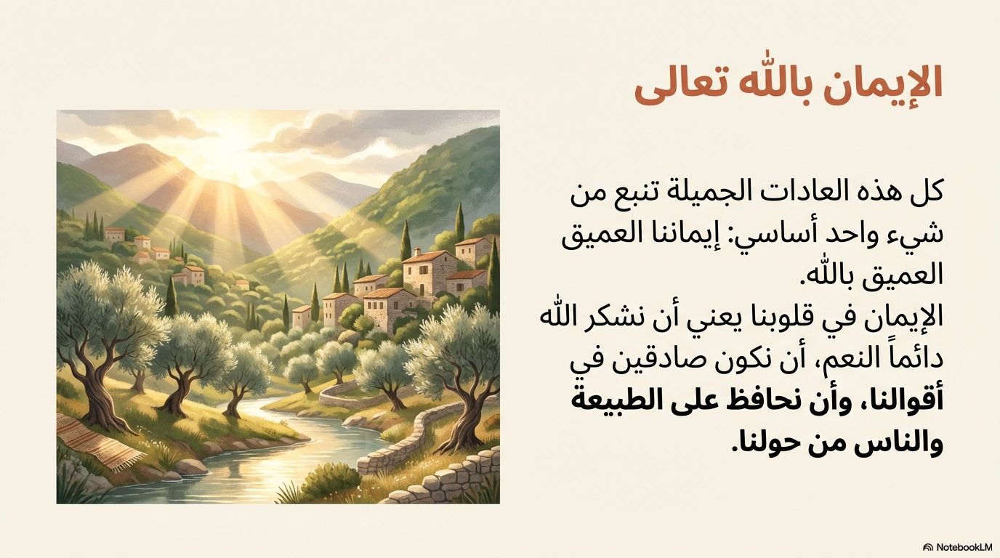 الإيمان بالله تعالى
كل هذه العادات الجميلة تنبع من
شيء واحد أساسي: إيماننا العميق
العميق بالله.
الإيمان في قلوبنا يعني أن نشكر الله
دائماً النعم، أن نكون صادقين في
أقوالنا، وأن نحافظ على الطبيعة
والناس من حولنا.
NotebookLM